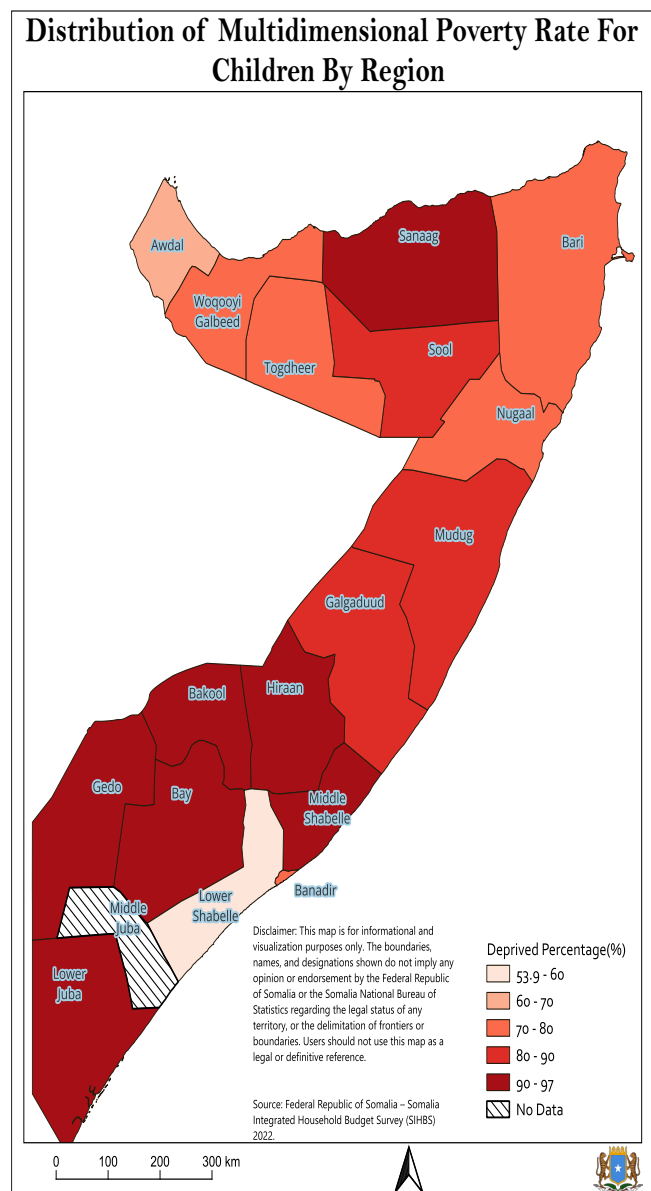 Distribution of Multidimensional Poverty Rate For
Children By Region
Awdal
Sanaag
Bari
Woqooyi
Galbeed
Togdheer
Sool
Nugaal
Mudug
Galgaduud
Hiraan
Bakool
Gedo
Bay
Middle
Shabelle
Banadir
Lower
Shabelle
Middle
Juba
Lower
Juba
Disclaimer: This map is for informational and
visualization purposes only. The boundaries,
names, and designations shown do not imply any
opinion or endorsement by the Federal Republic
of Somalia or the Somalia National Bureau of
Statistics regarding the legal status of any
territory, or the delimitation of frontiers or
boundaries. Users should not use this map as a
legal or definitive reference.
Source: Federal Republic of Somalia – Somalia
Integrated Household Budget Survey (SIHBS)
2022.
Deprived Percentage(%)
53.9 - 60
60 - 70
70 - 80
80 - 90
90 - 97
No Data
0 100 200 300 km